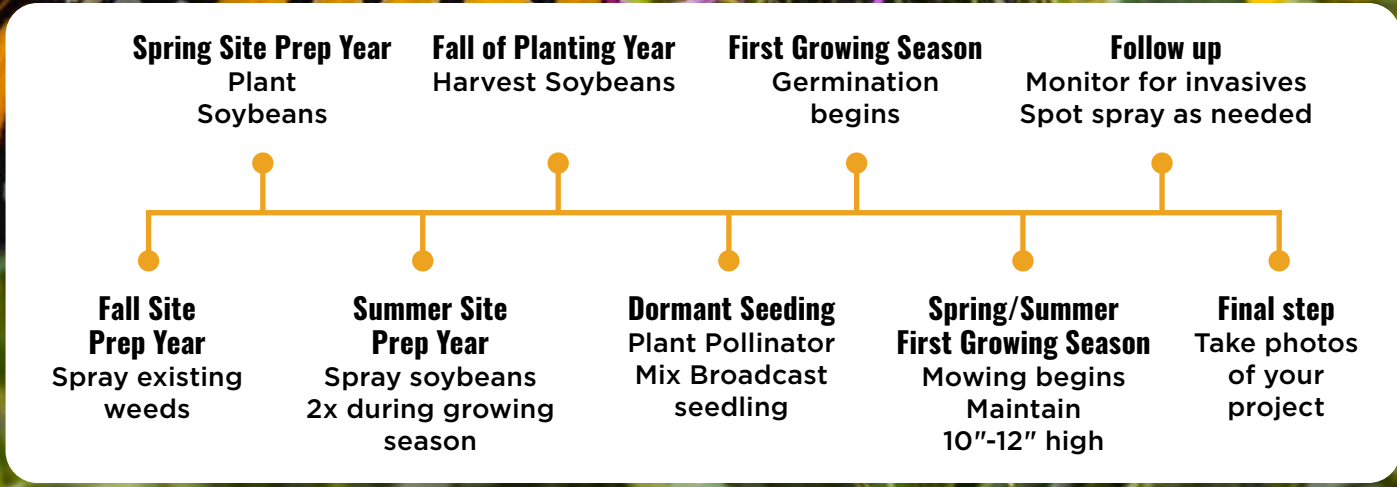 Spring Site Prep Year
Plant
Soybeans
Fall of Planting Year
Harvest Soybeans
First Growing Season
Germination
begins
Follow up
Monitor for invasives
Spot spray as needed
Fall Site
Prep Year
Spray existing
weeds
Summer Site
Prep Year
Spray soybeans
2x during growing
season
Dormant Seeding
Plant Pollinator
Mix Broadcast
seedling
Spring/Summer
First Growing Season
Mowing begins
Maintain
10"-12" high
Final step
Take photos
of your
project